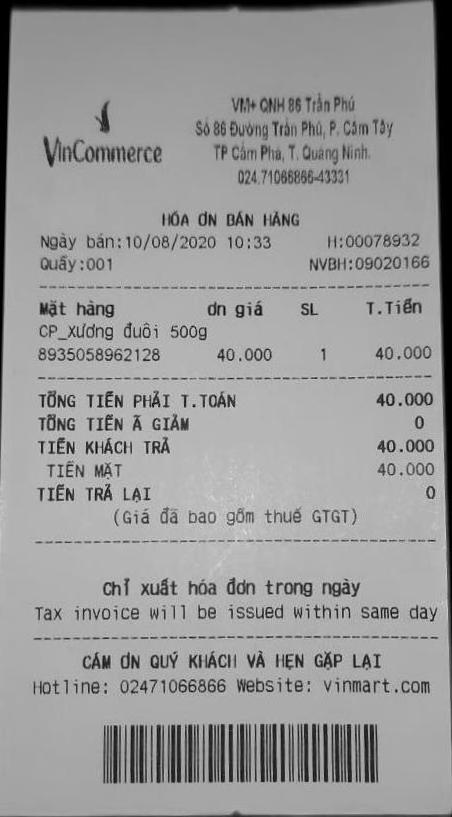 VinCommerce
VM+ QNH 86 Trần Phú
Số 86 Đường Trần Phú, P. Cẩm Tây
TP Cẩm Phả, T. Quảng Ninh.
024.71066866-43331
HÓA ƠN BÁN HÀNG
Ngày bán:10/08/2020 10:33 H:00078932
Quầy:001 NVBH:09020166
Mặt hàng ơn giá SL T.Tiền
CP_Xương đuôi 500g
8935058962128 40.000 1 40.000
TỔNG TIỀN PHẢI T.TOÁN 40.000
TỔNG TIỀN Ã GIẢM 0
TIỀN KHÁCH TRẢ 40.000
TIỀN MẶT 40.000
TIỀN TRẢ LẠI 0
(Giá đã bao gồm thuế GTGT)
Chỉ xuất hóa đơn trong ngày
Tax invoice will be issued within same day
CẢM ƠN QUÝ KHÁCH VÀ HẸN GẶP LẠI
Hotline: 02471066866 Website: vinmart.com